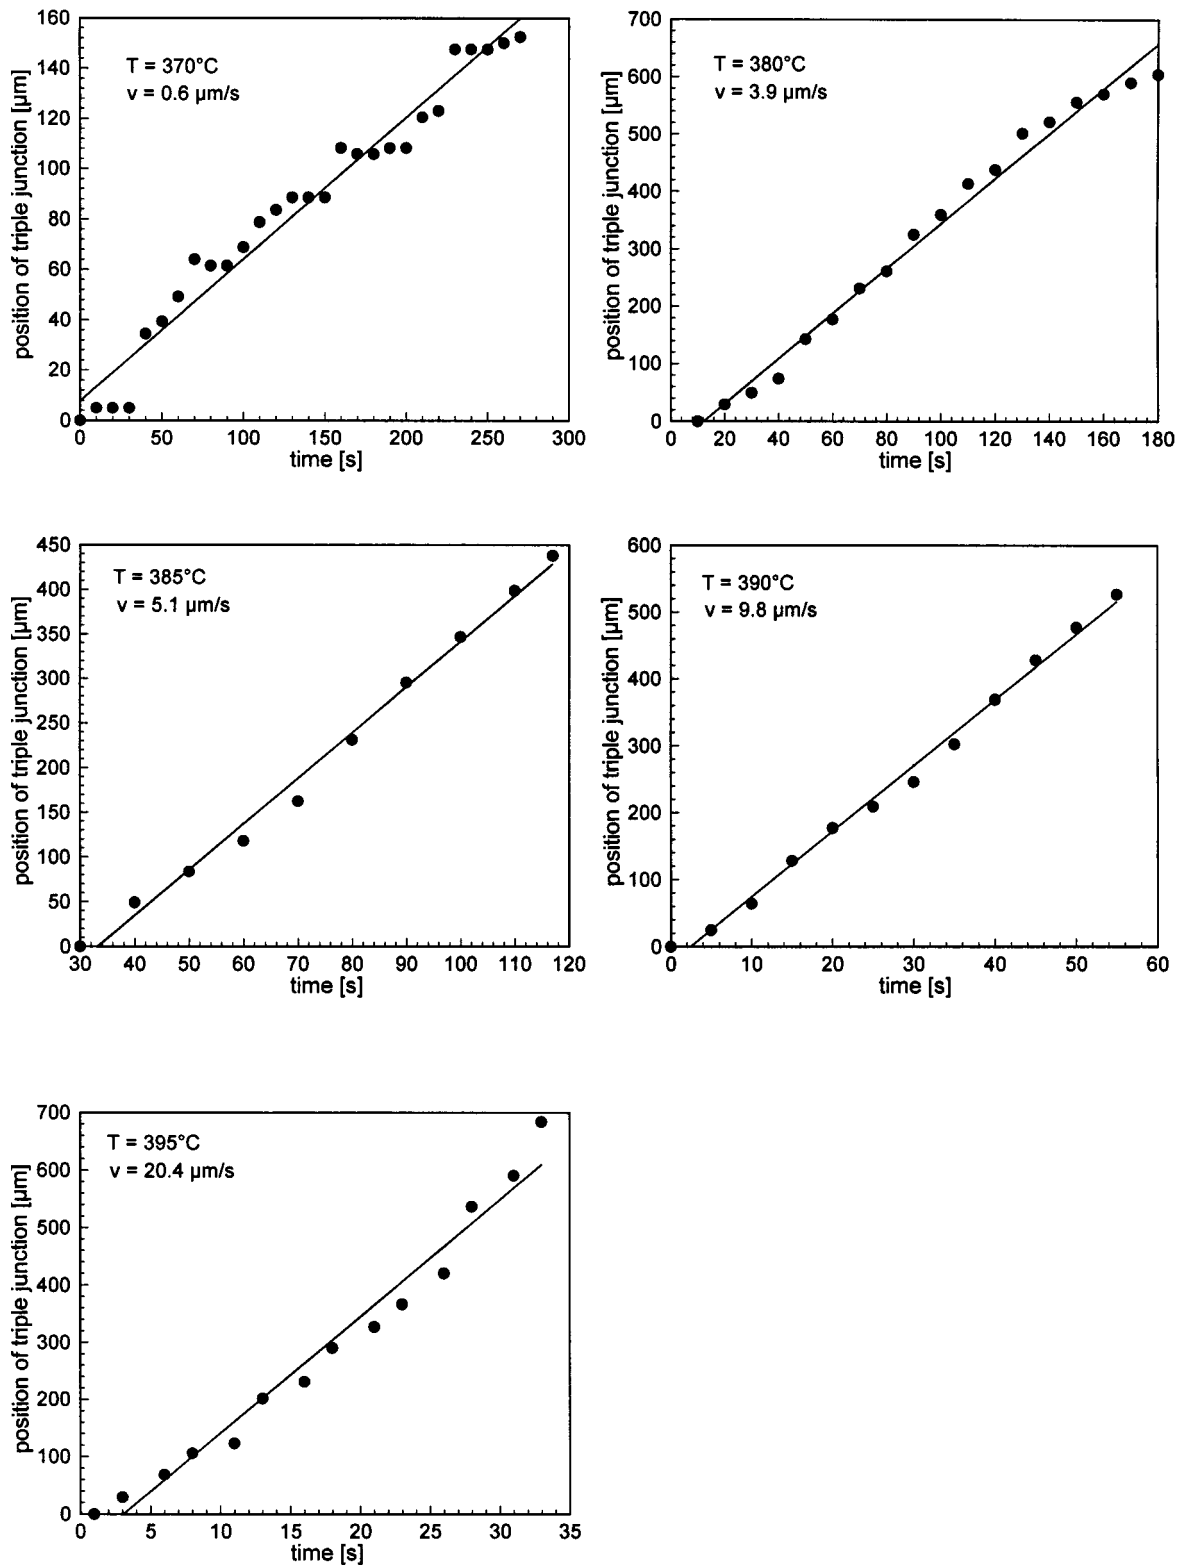 position of triple junction [µm]
160
140
120
100
80
60
40
20
0
T = 370°C
v = 0.6 µm/s
0 50 100 150 200 250 300
time [s]
position of triple junction [µm]
700
600
500
400
300
200
100
0
T = 380°C
v = 3.9 µm/s
0 20 40 60 80 100 120 140 160 180
time [s]
position of triple junction [µm]
450
400
350
300
250
200
150
100
50
0
T = 385°C
v = 5.1 µm/s
30 40 50 60 70 80 90 100 110 120
time [s]
position of triple junction [µm]
600
500
400
300
200
100
0
T = 390°C
v = 9.8 µm/s
0 10 20 30 40 50 60
time [s]
position of triple junction [µm]
700
600
500
400
300
200
100
0
T = 395°C
v = 20.4 µm/s
0 5 10 15 20 25 30 35
time [s]